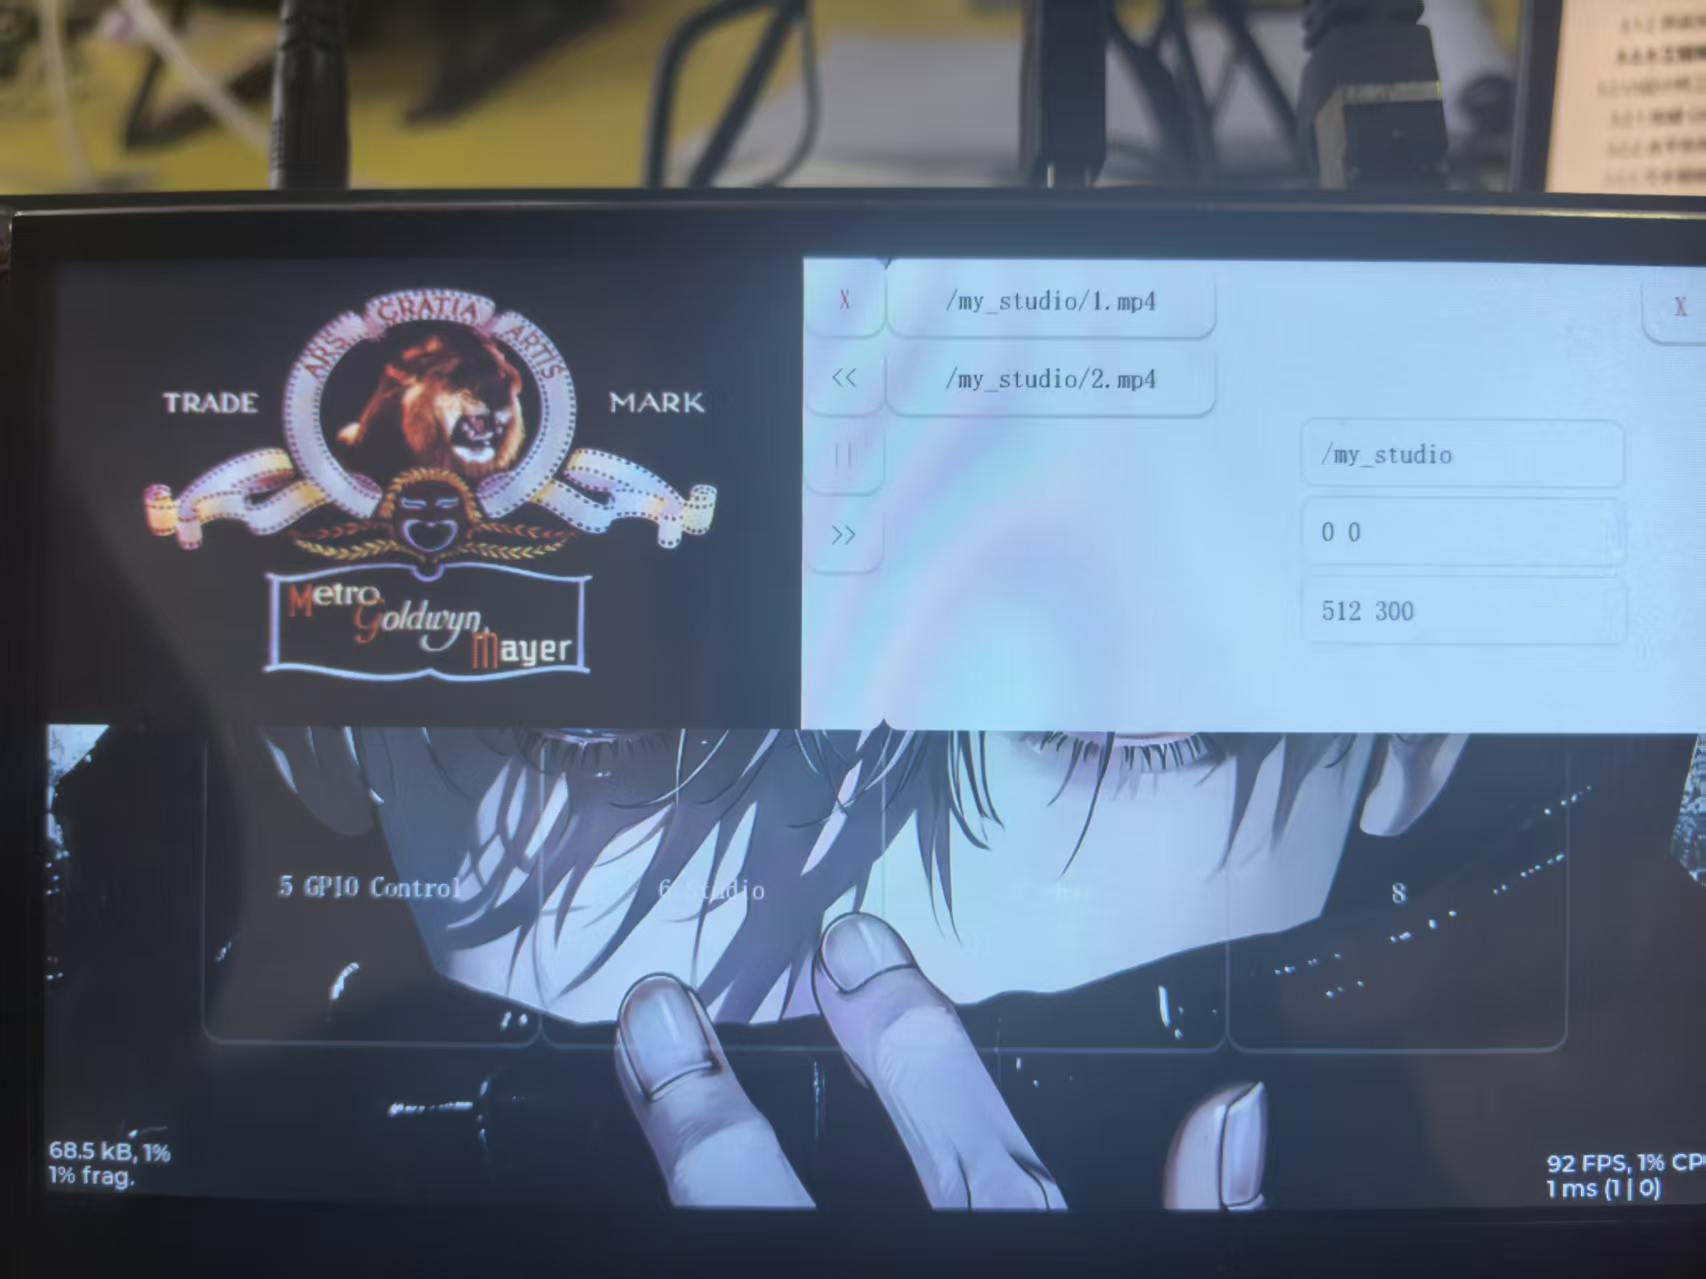 ARS GRATIA ARTIS
TRADE MARK
Metro
Goldwyn
Mayer
X
/my_studio/1.mp4
X
<<
/my_studio/2.mp4
||
/my_studio
>>
0 0
512 300
5 GPIO Control
6 Studio
8
68.5 kB, 1%
1% frag.
92 FPS, 1% CP
1 ms (1 | 0)